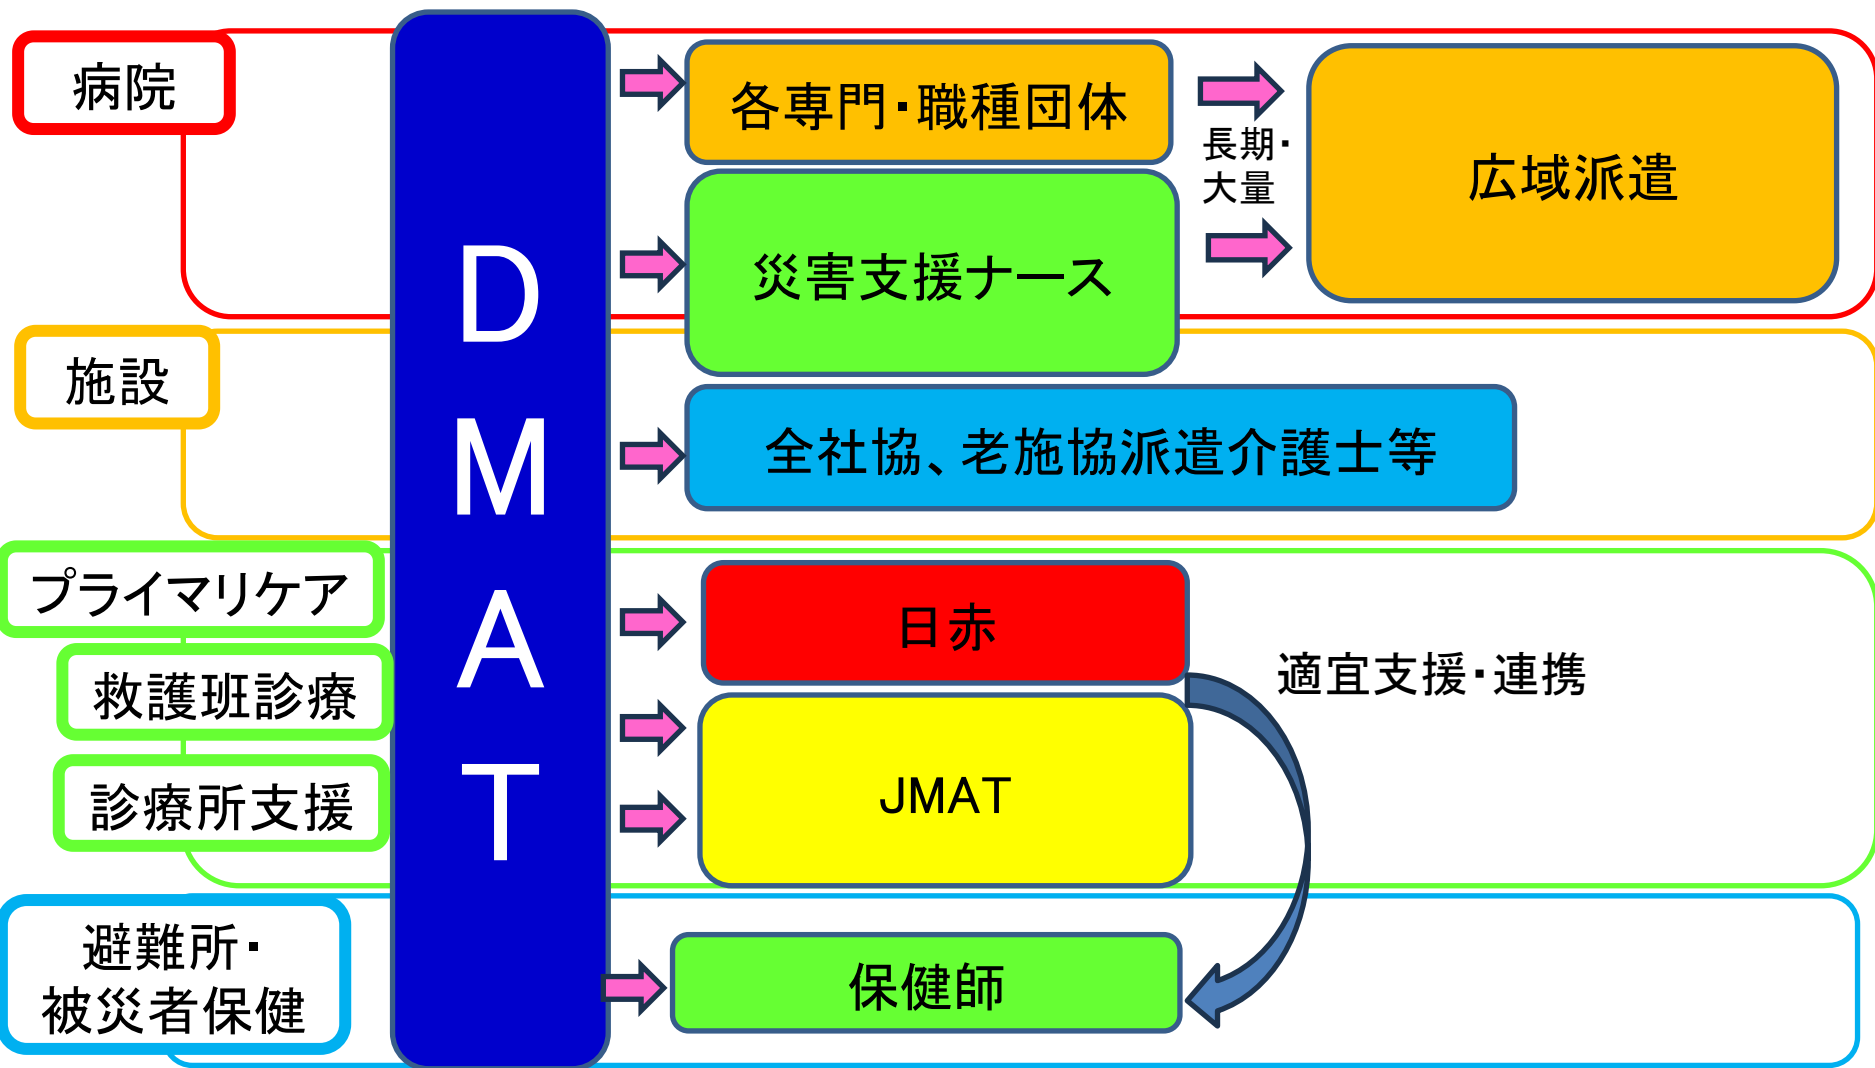 病院
DMAT
各専門・職種団体
長期・
大量
広域派遣
災害支援ナース
施設
全社協、老施協派遣介護士等
プライマリケア
救護班診療
診療所支援
日赤
JMAT
適宜支援・連携
避難所・
被災者保健
保健師